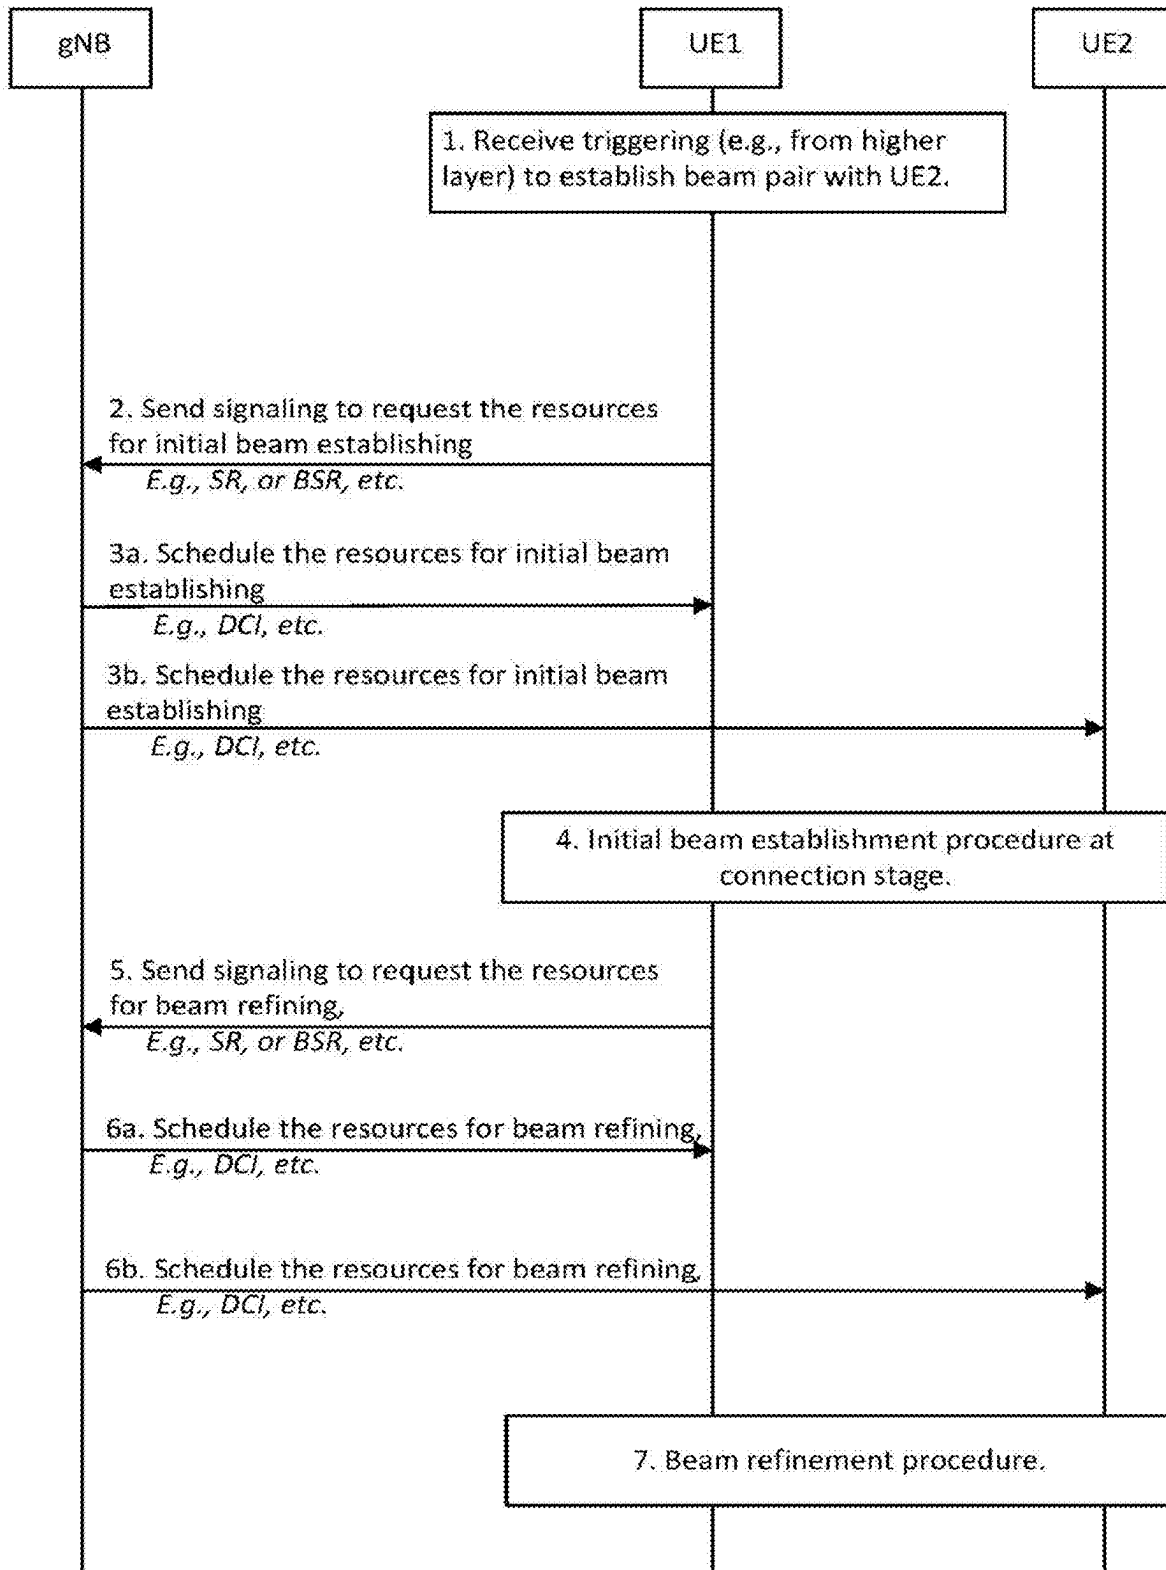 gNB
UE1
UE2
1. Receive triggering (e.g., from higher
layer) to establish beam pair with UE2.
2. Send signaling to request the resources
for initial beam establishing
E.g., SR, or BSR, etc.
3a. Schedule the resources for initial beam
establishing
E.g., DCI, etc.
3b. Schedule the resources for initial beam
establishing
E.g., DCI, etc.
4. Initial beam establishment procedure at
connection stage.
5. Send signaling to request the resources
for beam refining,
E.g., SR, or BSR, etc.
6a. Schedule the resources for beam refining,
E.g., DCI, etc.
6b. Schedule the resources for beam refining,
E.g., DCI, etc.
7. Beam refinement procedure.